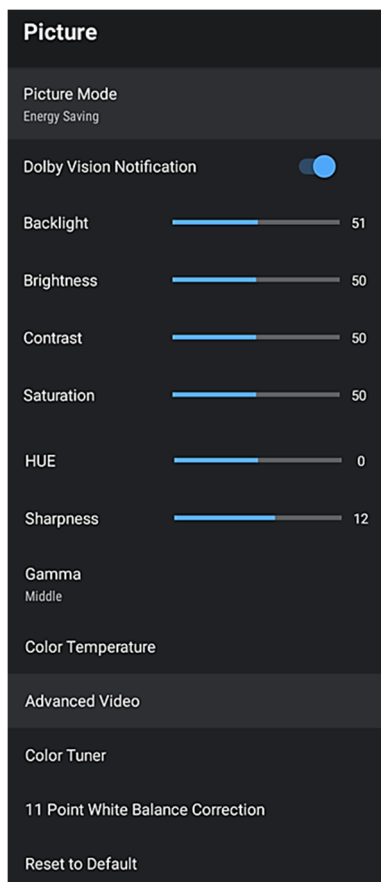 Picture
Picture Mode
Energy Saving
Dolby Vision Notification
Backlight 51
Brightness 50
Contrast 50
Saturation 50
HUE 0
Sharpness 12
Gamma
Middle
Color Temperature
Advanced Video
Color Tuner
11 Point White Balance Correction
Reset to Default